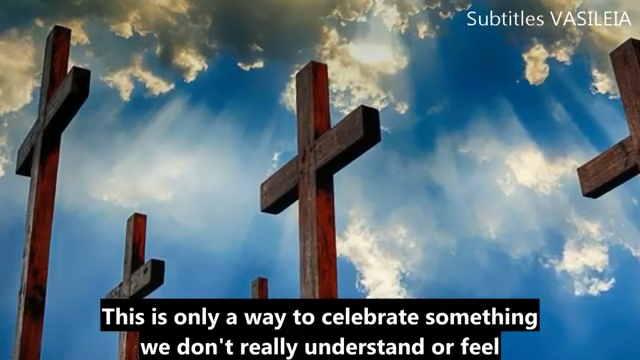 Subtitles VASILEIA
This is only a way to celebrate something
we don't really understand or feel